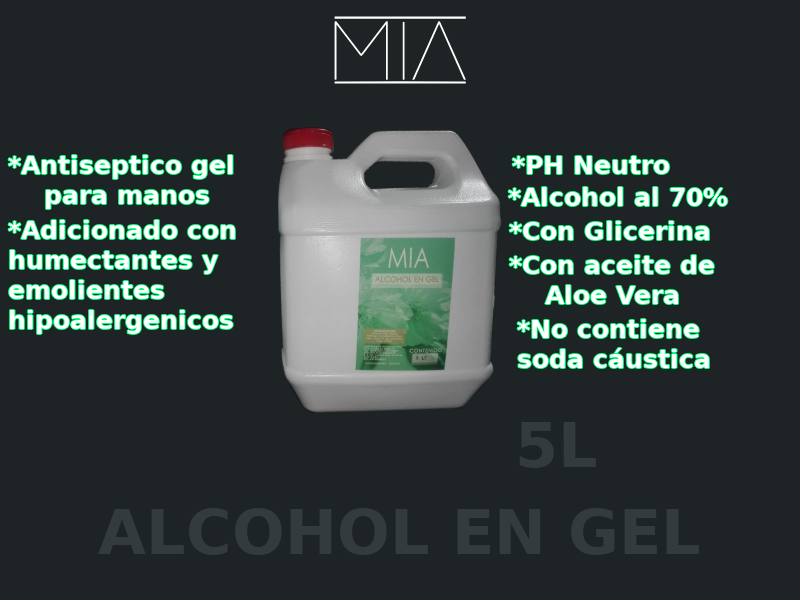 MIA
*Antiseptico gel
para manos
*Adicionado con
humectantes y
emolientes
hipoalergenicos
MIA
ALCOHOL EN GEL
CONTENIDO
*PH Neutro
*Alcohol al 70%
*Con Glicerina
*Con aceite de
Aloe Vera
*No contiene
soda cáustica
5L
ALCOHOL EN GEL